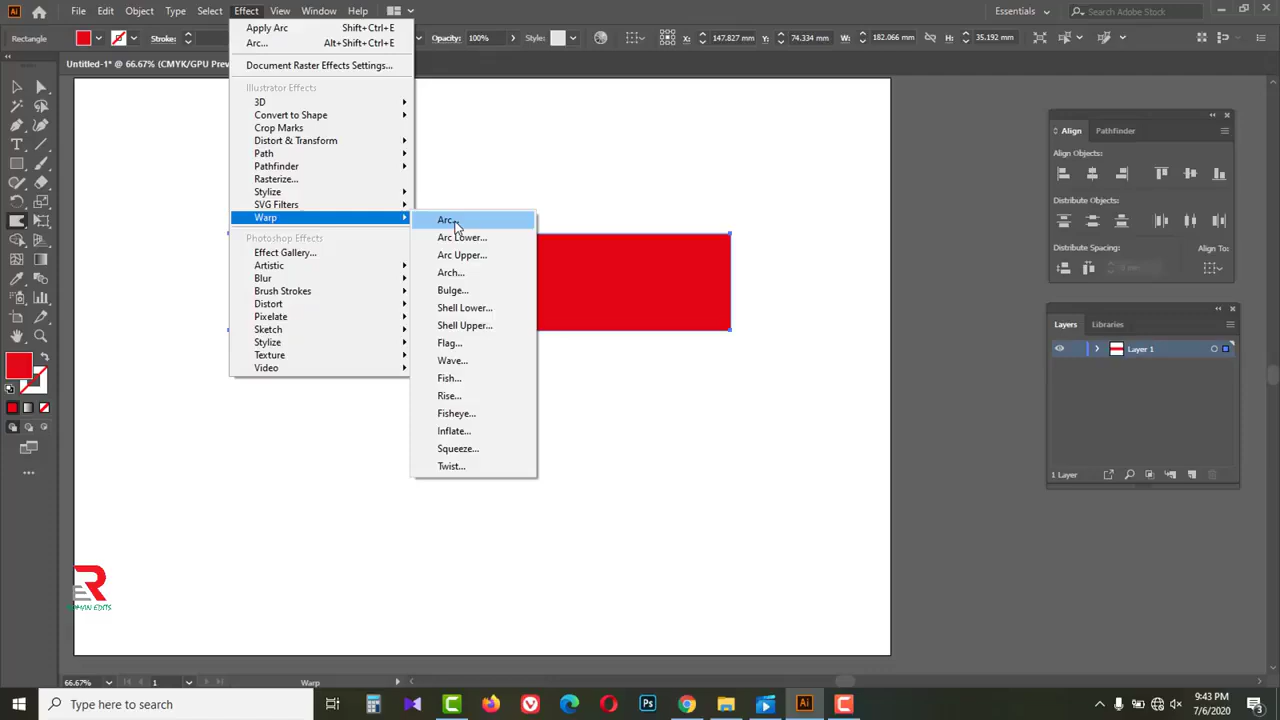 Ai File Edit Object Type Select Effect View Window Help Essentials Search Adobe Stock
Rectangle Stroke: Opacity: 100% Style: X: 147.827 mm Y: 74.334 mm W: 182.066 mm H: 35.192 mm
Untitled-1* @ 66.67% (CMYK/GPU Prev
Apply Arc Shift+Ctrl+E
Arc... Alt+Shift+Ctrl+E
Document Raster Effects Settings...
Illustrator Effects
3D
Convert to Shape
Crop Marks
Distort & Transform
Path
Pathfinder
Rasterize...
Stylize
SVG Filters
Warp
Photoshop Effects
Effect Gallery...
Artistic
Blur
Brush Strokes
Distort
Pixelate
Sketch
Stylize
Texture
Video
Arc...
Arc Lower...
Arc Upper...
Arch...
Bulge...
Shell Lower...
Shell Upper...
Flag...
Wave...
Fish...
Rise...
Fisheye...
Inflate...
Squeeze...
Twist...
Align Pathfinder
Align Objects:
Distribute Objects:
Distribute Spacing: Align To:
Layers Libraries
Layer 1
1 Layer
ER
66.67% 1 Warp
Type here to search
Ps Ai
9:43 PM
7/6/2020